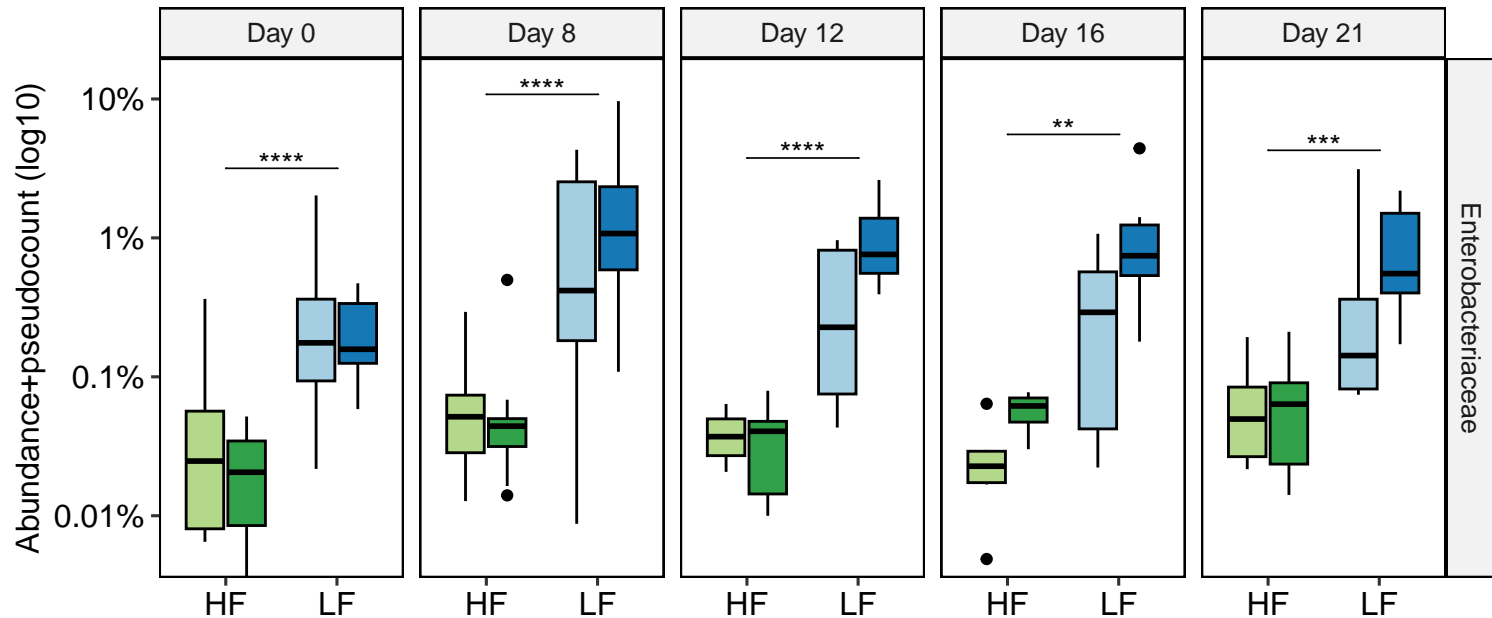 Day 0
Day 8
Day 12
Day 16
Day 21
Abundance+pseudocount (log10)
10%
1%
0.1%
0.01%
****
****
****
**
***
Enterobacteriaceae
HF LF
HF LF
HF LF
HF LF
HF LF